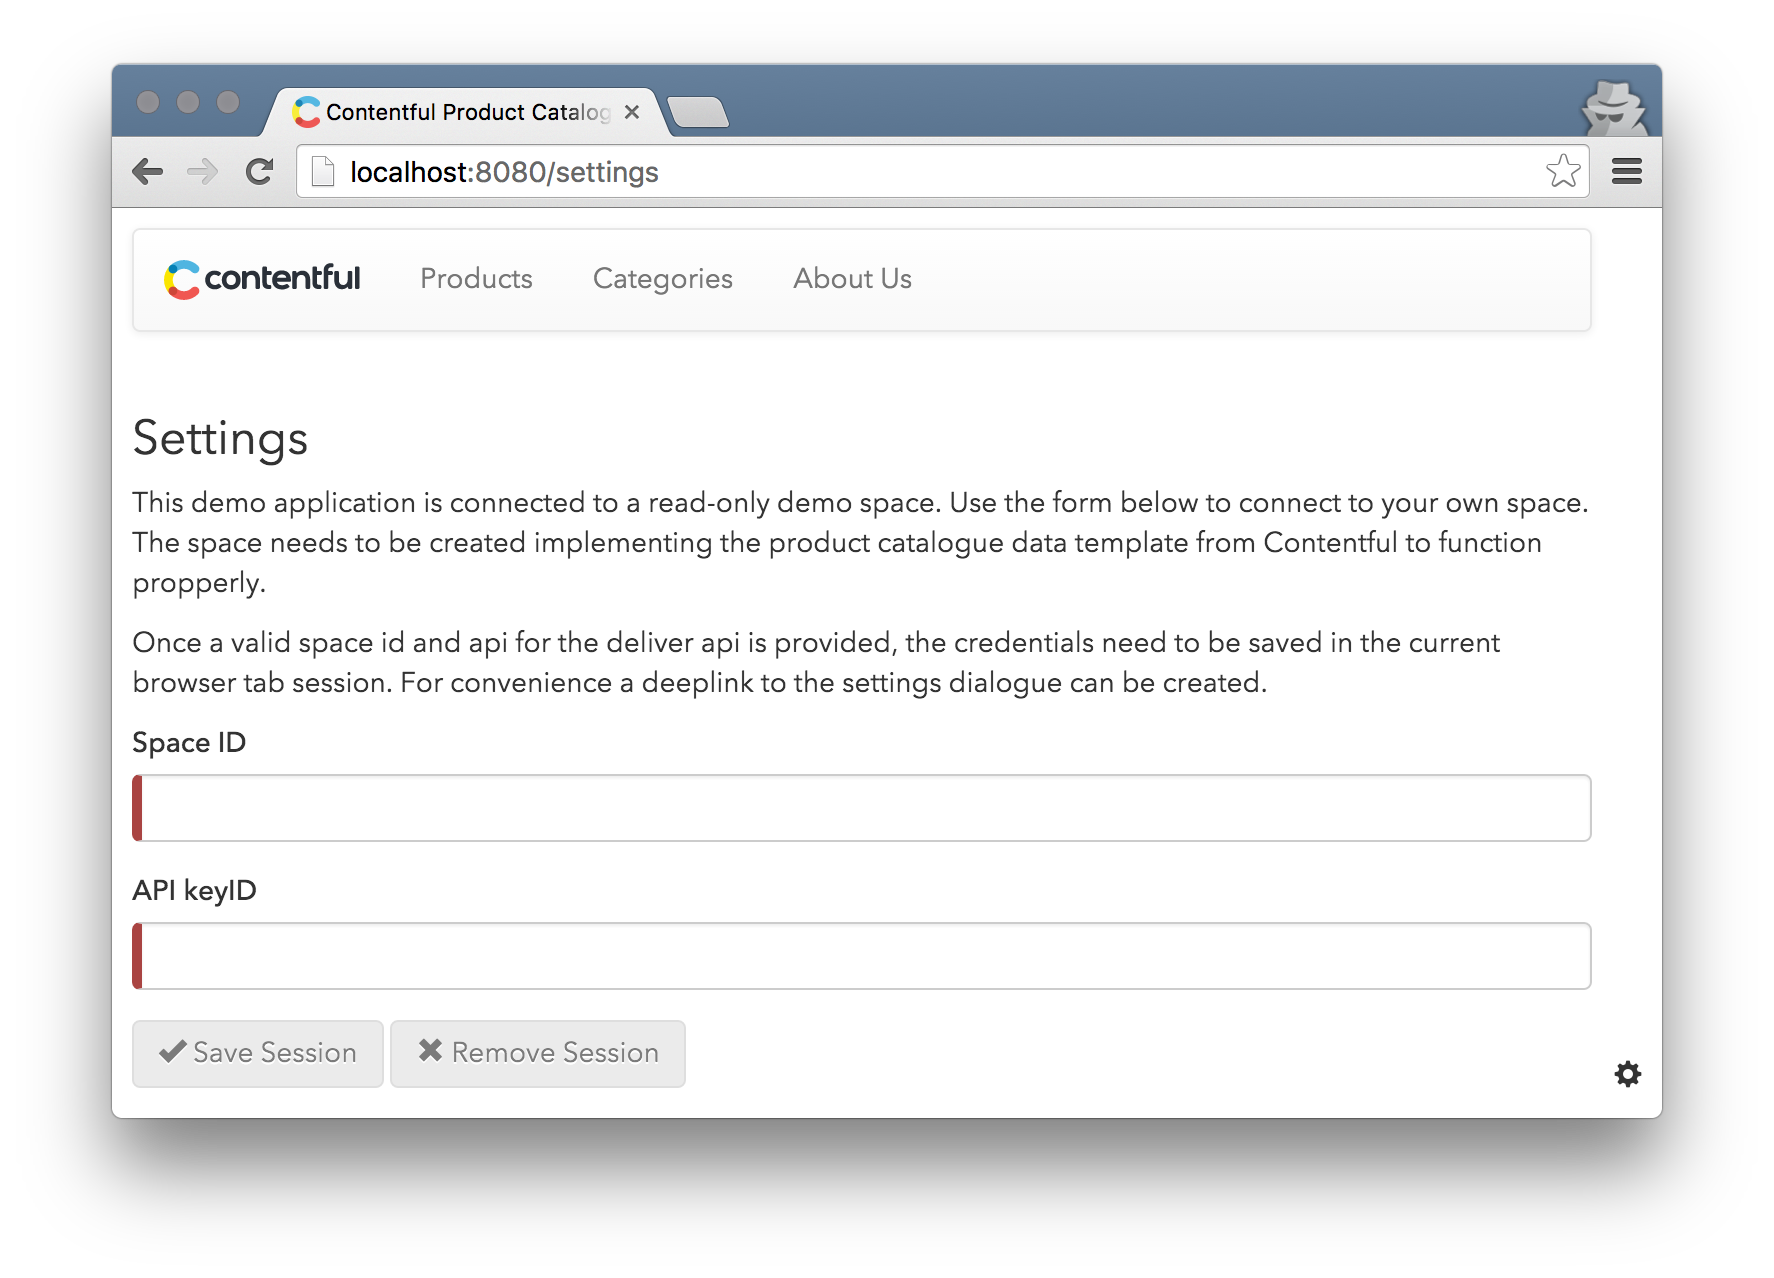 Contentful Product Catalog
localhost:8080/settings
contentful Products Categories About Us
Settings
This demo application is connected to a read-only demo space. Use the form below to connect to your own space.
The space needs to be created implementing the product catalogue data template from Contentful to function
propperly.
Once a valid space id and api for the deliver api is provided, the credentials need to be saved in the current
browser tab session. For convenience a deeplink to the settings dialogue can be created.
Space ID
API keyID
Save Session Remove Session